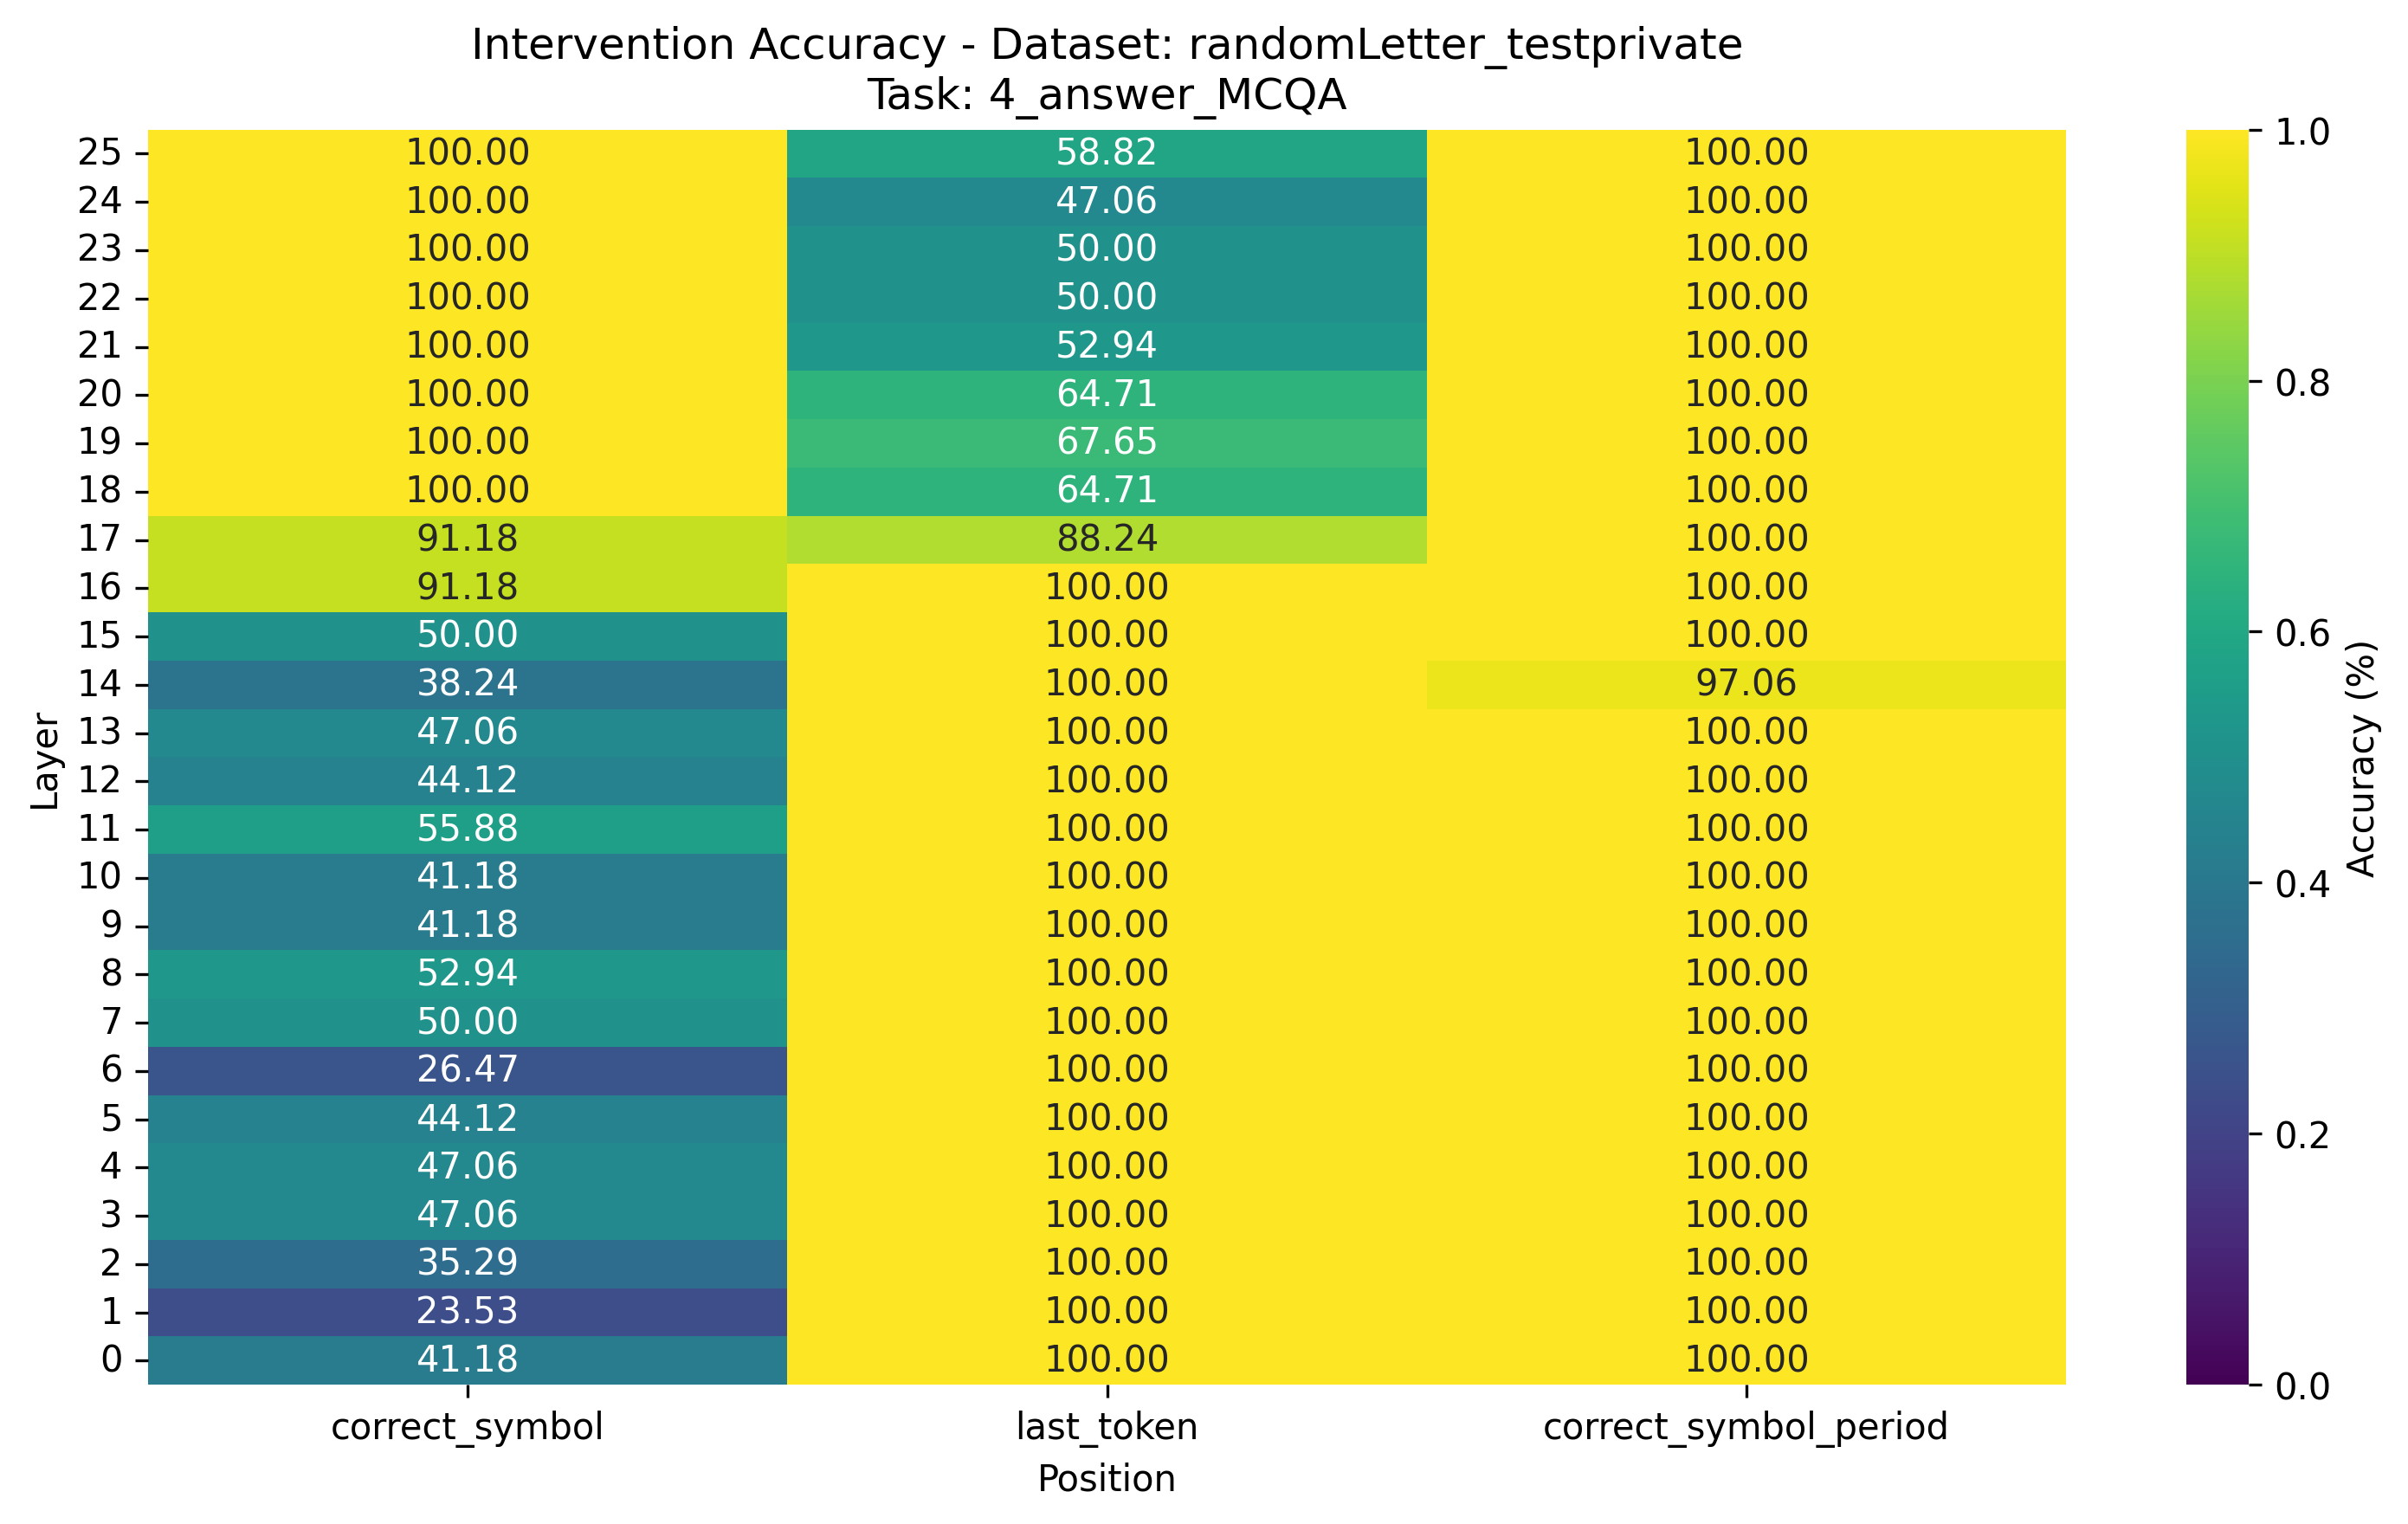 Intervention Accuracy - Dataset: randomLetter_testprivate
Task: 4_answer_MCQA
25 100.00 58.82 100.00
24 100.00 47.06 100.00
23 100.00 50.00 100.00
22 100.00 50.00 100.00
21 100.00 52.94 100.00
20 100.00 64.71 100.00
19 100.00 67.65 100.00
18 100.00 64.71 100.00
17 91.18 88.24 100.00
16 91.18 100.00 100.00
15 50.00 100.00 100.00
14 38.24 100.00 97.06
13 47.06 100.00 100.00
12 44.12 100.00 100.00
11 55.88 100.00 100.00
10 41.18 100.00 100.00
9 41.18 100.00 100.00
8 52.94 100.00 100.00
7 50.00 100.00 100.00
6 26.47 100.00 100.00
5 44.12 100.00 100.00
4 47.06 100.00 100.00
3 47.06 100.00 100.00
2 35.29 100.00 100.00
1 23.53 100.00 100.00
0 41.18 100.00 100.00
correct_symbol last_token correct_symbol_period
Position
Layer
1.0
0.8
0.6
0.4
0.2
0.0
Accuracy (%)